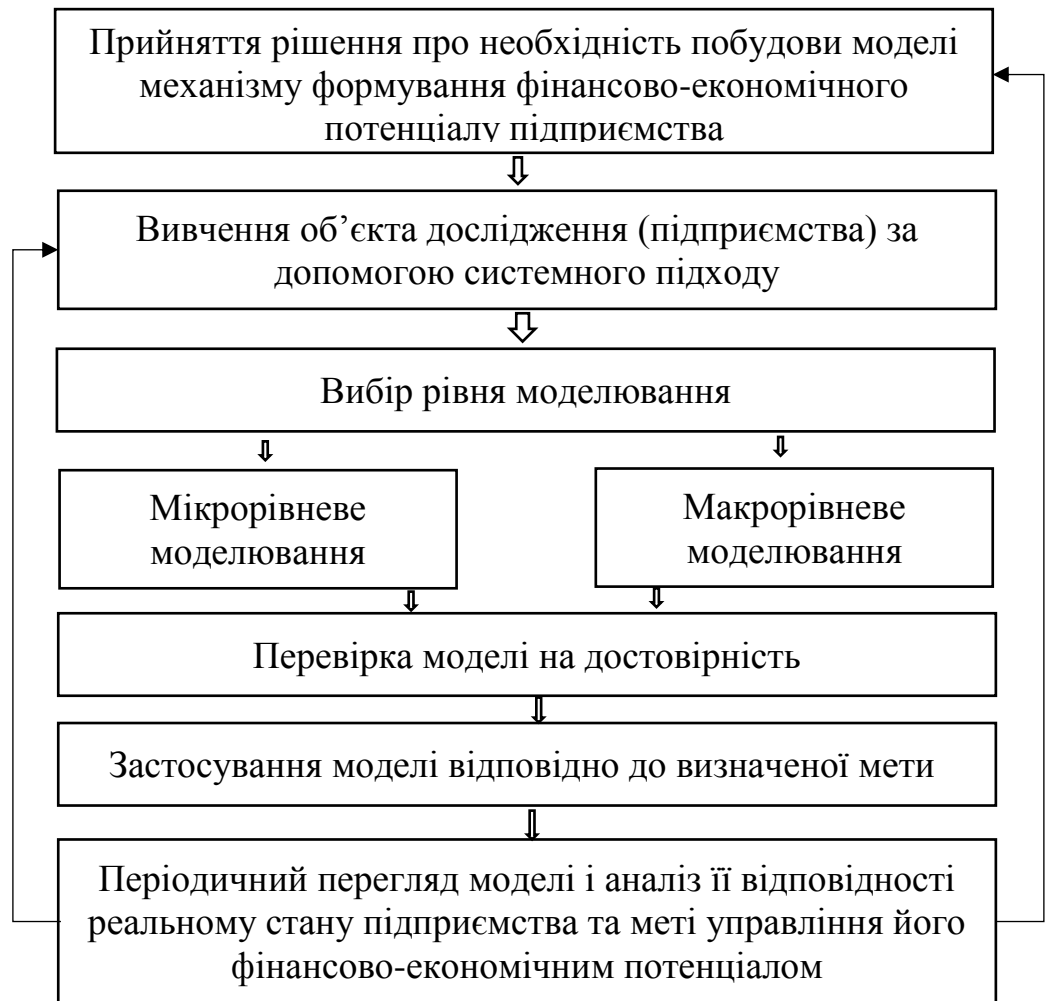 Прийняття рішення про необхідність побудови моделі
механізму формування фінансово-економічного
потенціалу підприємства
Вивчення об’єкта дослідження (підприємства) за
допомогою системного підходу
Вибір рівня моделювання
Мікрорівневе
моделювання
Макрорівневе
моделювання
Перевірка моделі на достовірність
Застосування моделі відповідно до визначеної мети
Періодичний перегляд моделі і аналіз її відповідності
реальному стану підприємства та меті управління його
фінансово-економічним потенціалом